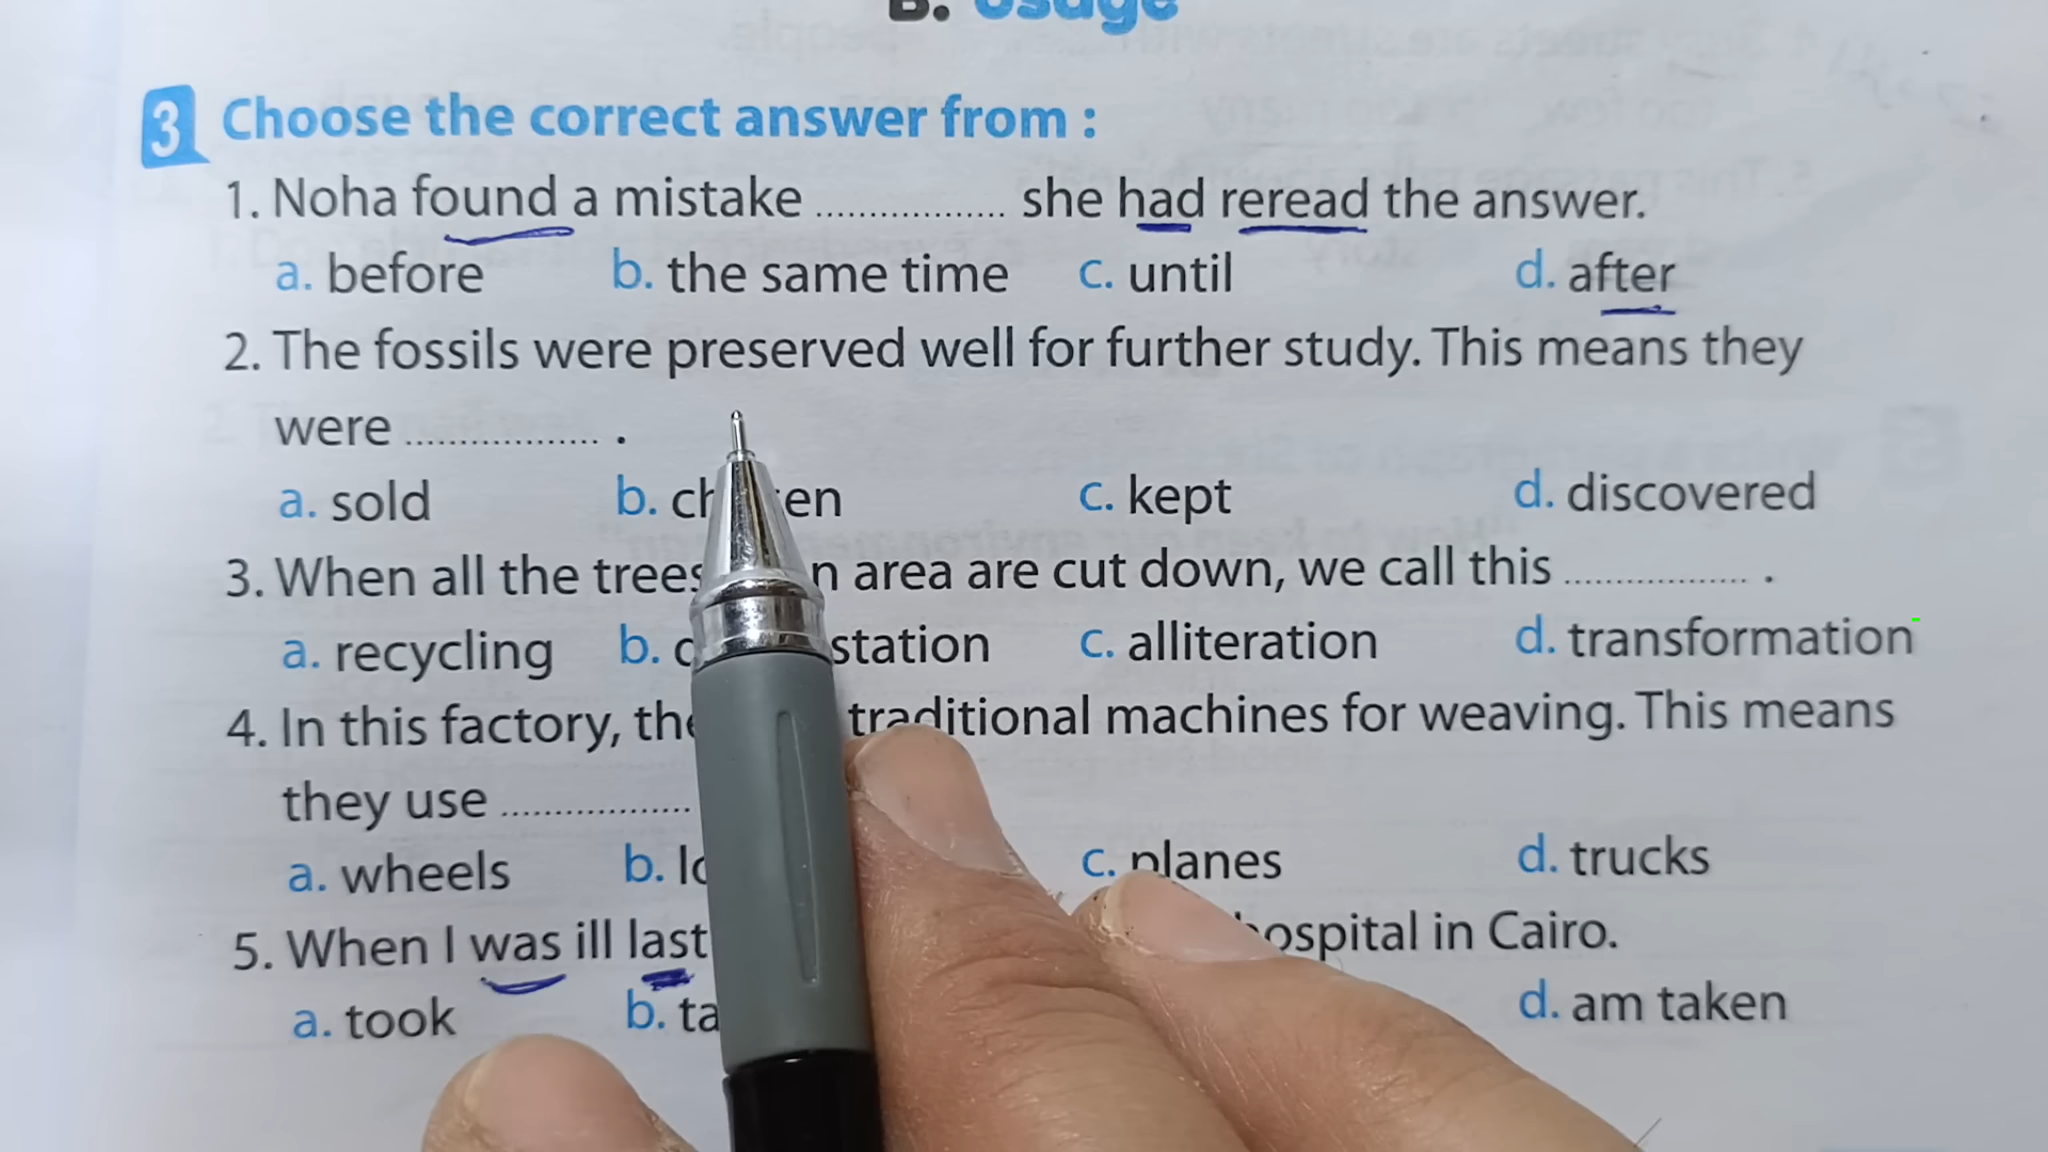 B. Usage
3 Choose the correct answer from :
1. Noha found a mistake .................. she had reread the answer.
a. before b. the same time c. until d. after
2. The fossils were preserved well for further study. This means they
were .................. .
a. sold b. c. kept d. discovered
3. When all the trees area are cut down, we call this .................. .
a. recycling b. c. alliteration d. transformation
4. In this factory, traditional machines for weaving. This means
they use ..................
a. wheels b. c. planes d. trucks
5. When I was ill last hospital in Cairo.
a. took b. d. am taken